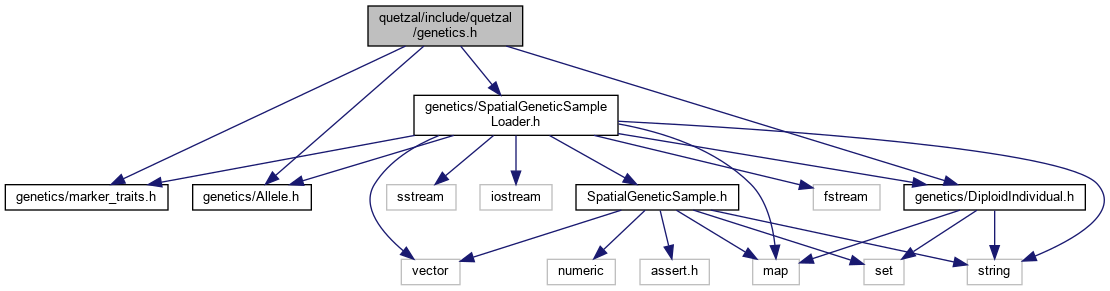 quetzal/include/quetzal
/genetics.h
genetics/SpatialGeneticSample
Loader.h
genetics/marker_traits.h
genetics/Allele.h
sstream
iostream
SpatialGeneticSample.h
fstream
genetics/DiploidIndividual.h
vector
numeric
assert.h
map
set
string